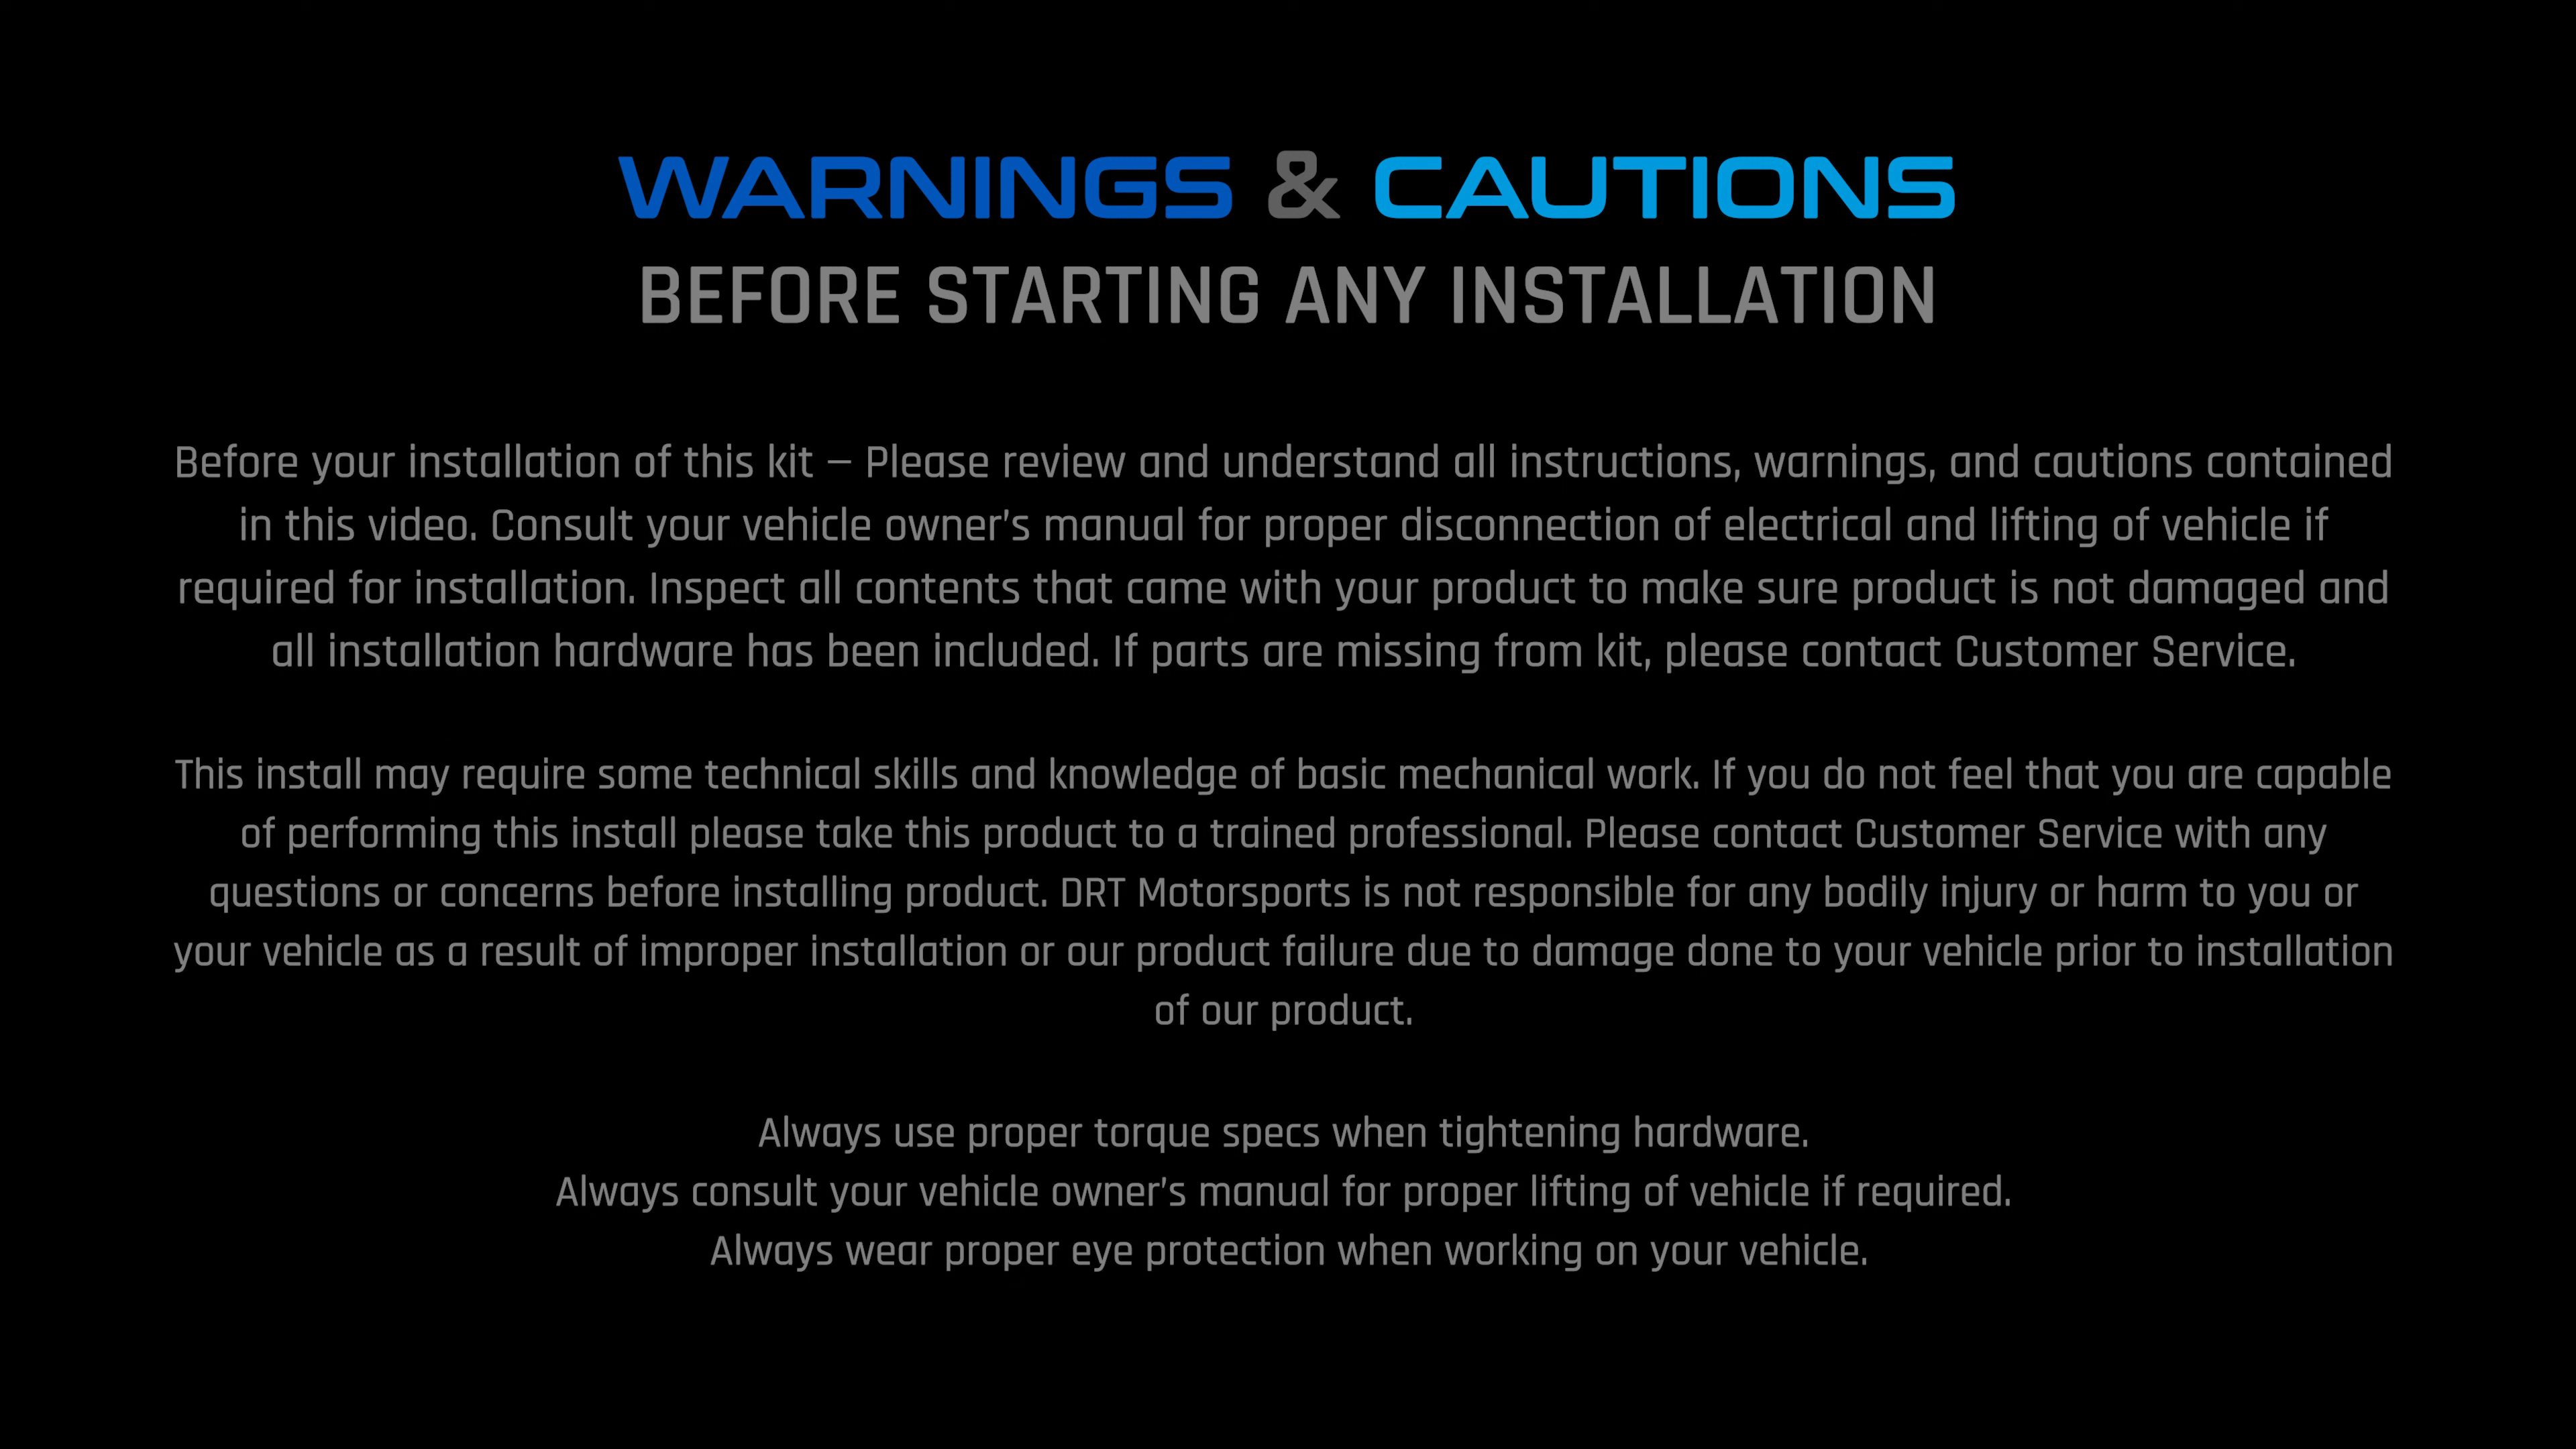 WARNINGS & CAUTIONS
BEFORE STARTING ANY INSTALLATION
Before your installation of this kit – Please review and understand all instructions, warnings, and cautions contained
in this video. Consult your vehicle owner’s manual for proper disconnection of electrical and lifting of vehicle if
required for installation. Inspect all contents that came with your product to make sure product is not damaged and
all installation hardware has been included. If parts are missing from kit, please contact Customer Service.
This install may require some technical skills and knowledge of basic mechanical work. If you do not feel that you are capable
of performing this install please take this product to a trained professional. Please contact Customer Service with any
questions or concerns before installing product. DRT Motorsports is not responsible for any bodily injury or harm to you or
your vehicle as a result of improper installation or our product failure due to damage done to your vehicle prior to installation
of our product.
Always use proper torque specs when tightening hardware.
Always consult your vehicle owner’s manual for proper lifting of vehicle if required.
Always wear proper eye protection when working on your vehicle.